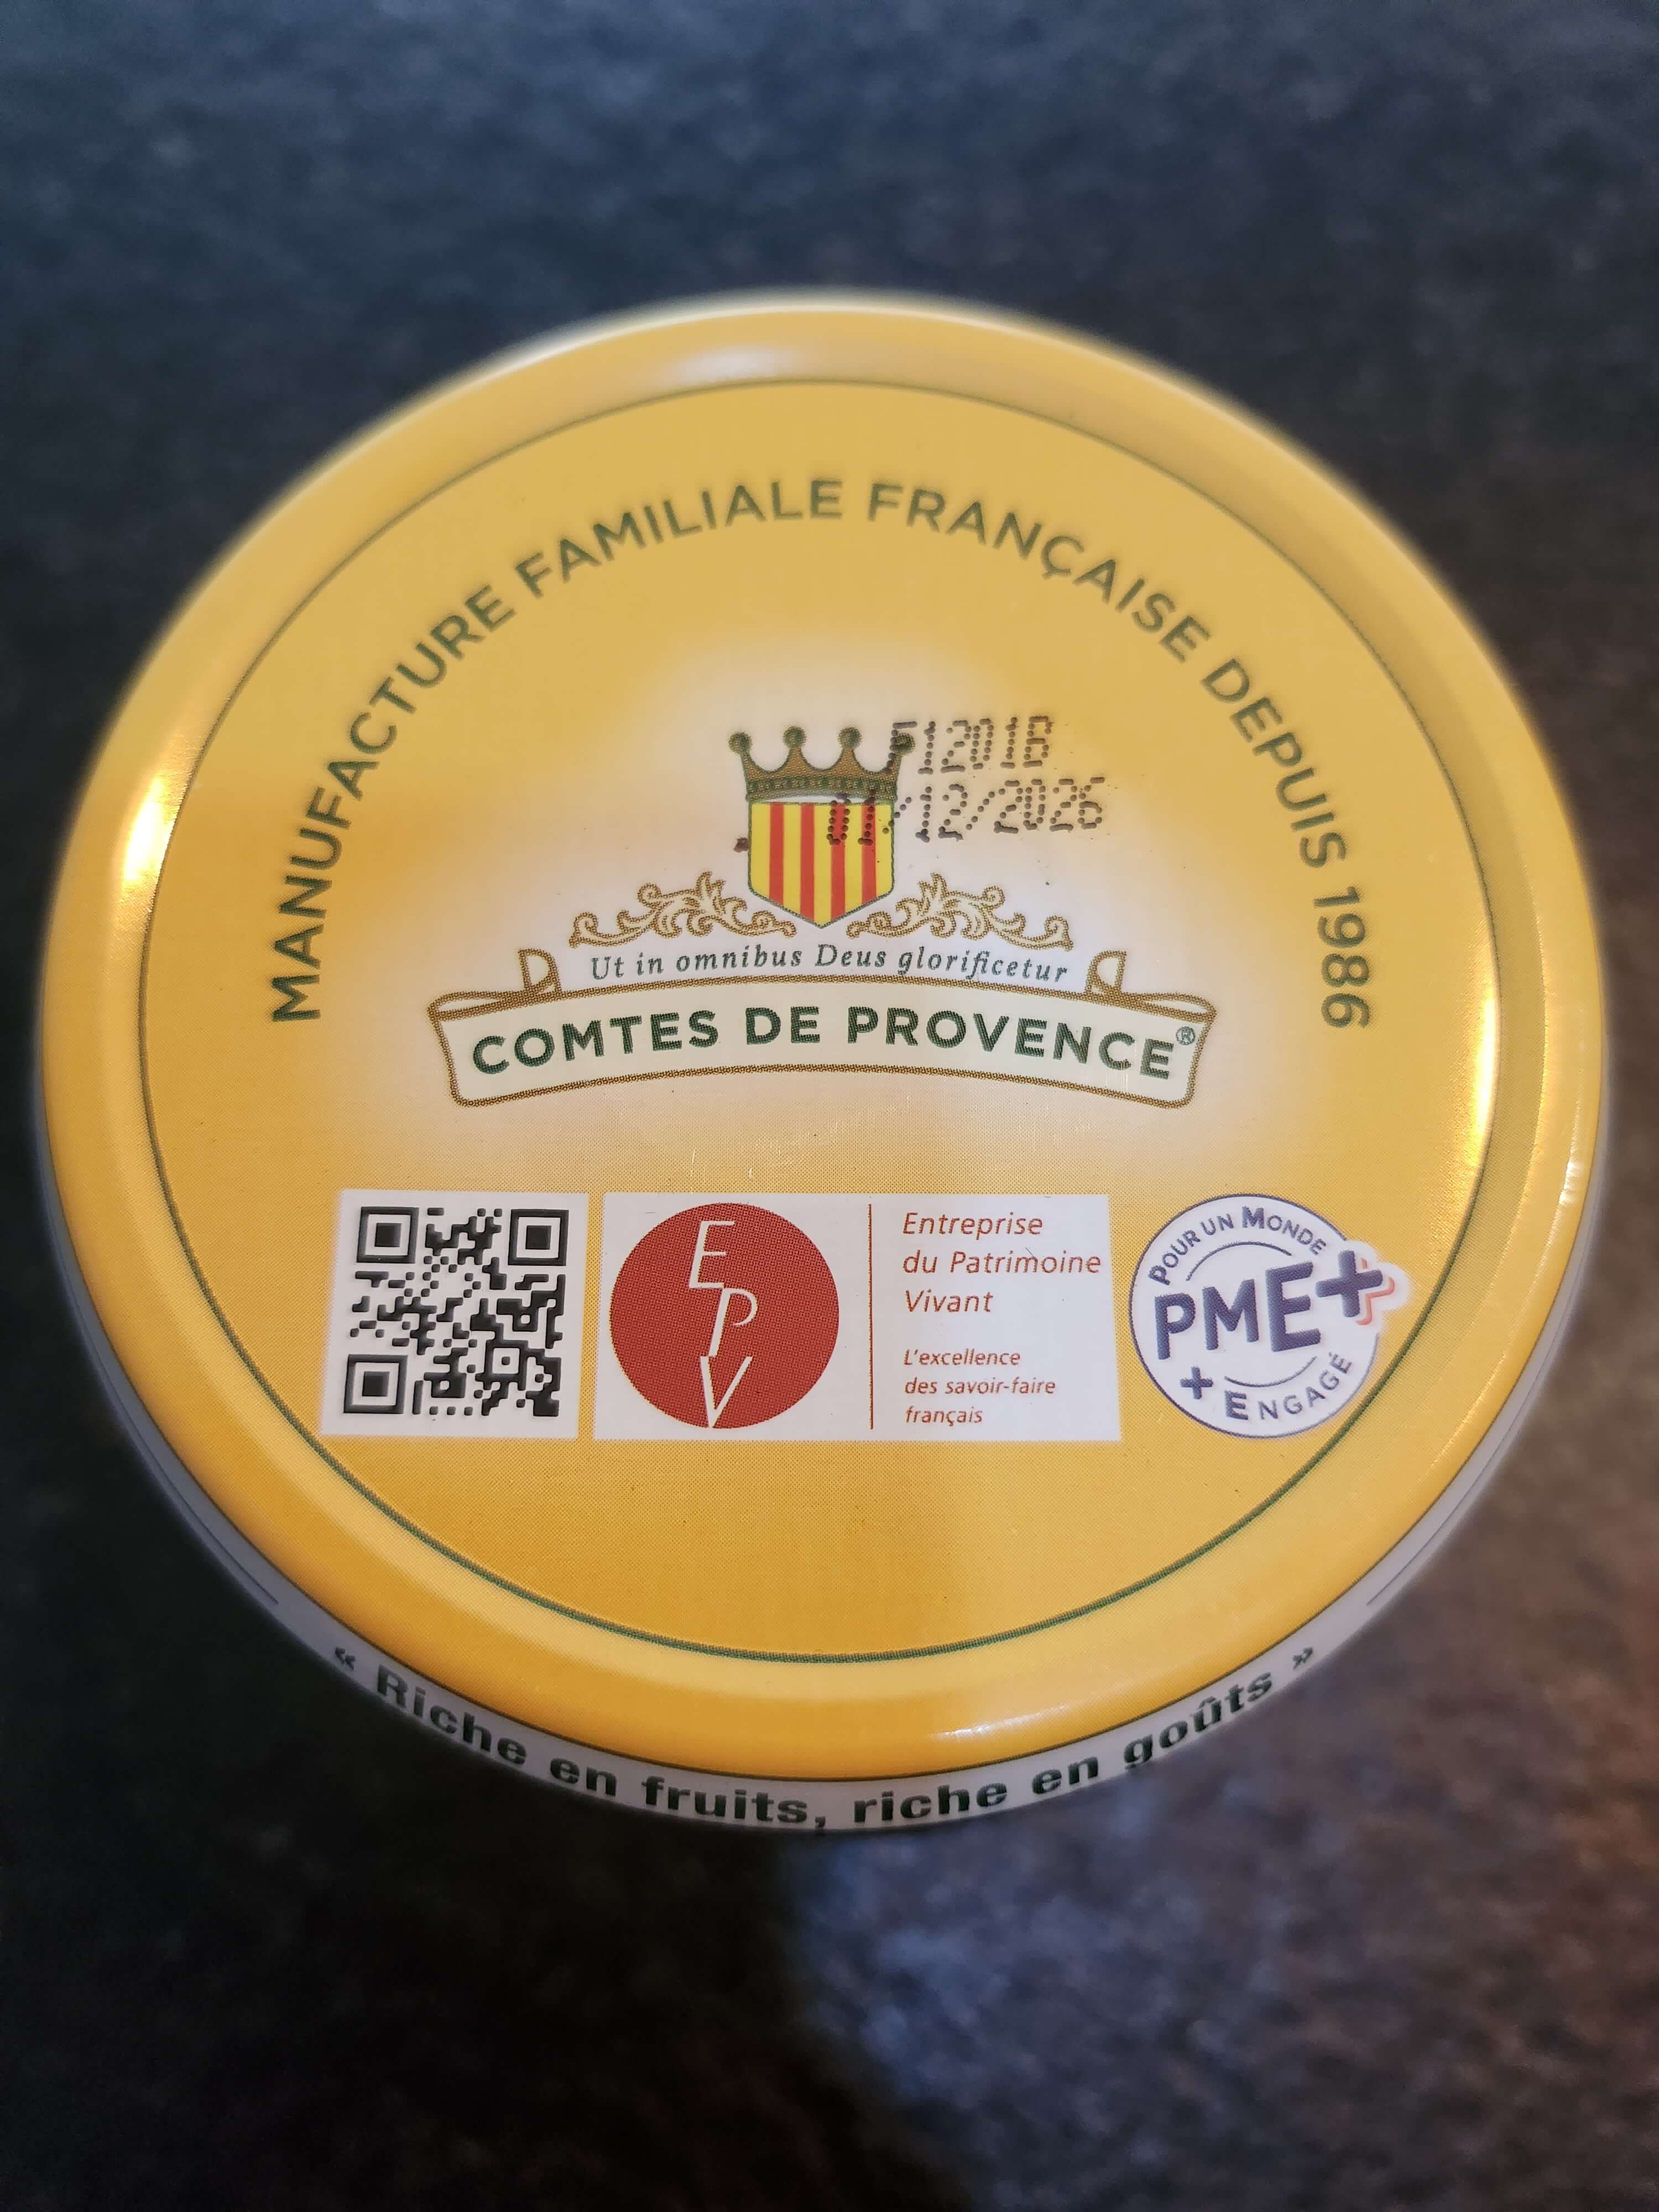 MANUFACTURE FAMILIALE FRANÇAISE DEPUIS 1986
12/2026
Ut in omnibus Deus glorificetur
COMTES DE PROVENCE®
EPV
Entreprise
du Patrimoine
Vivant
L'excellence
des savoir-faire
français
POUR UN MONDE
PME+
+ ENGAGÉ
« Riche en fruits, riche en goûts »